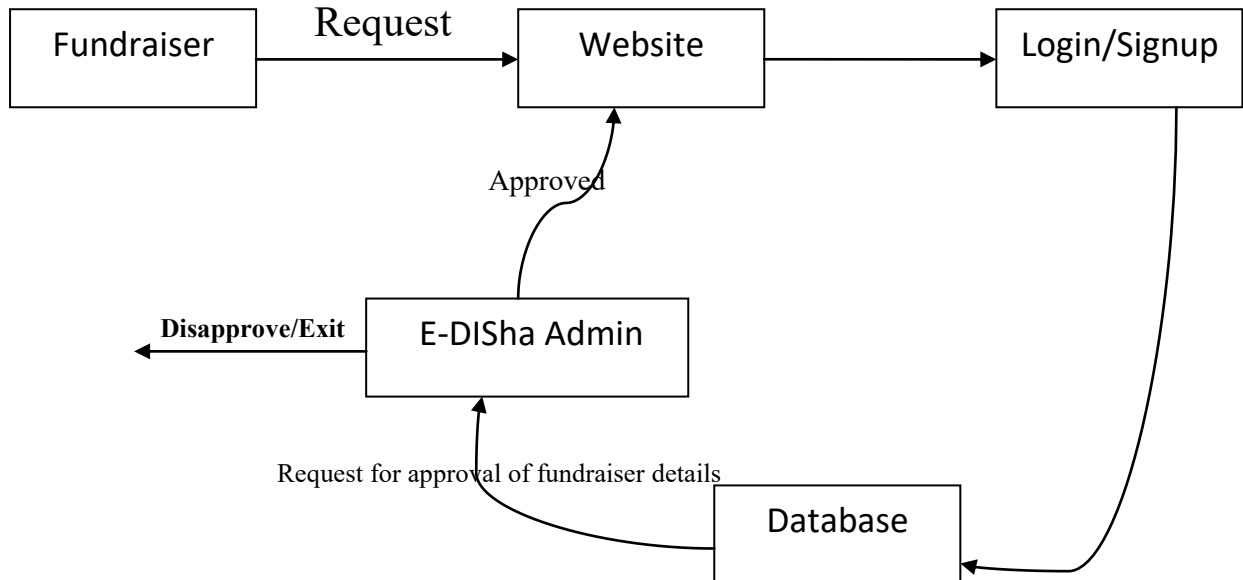 Fundraiser
Request
Website
Login/Signup
Approved
Disapprove/Exit
E-DISha Admin
Request for approval of fundraiser details
Database